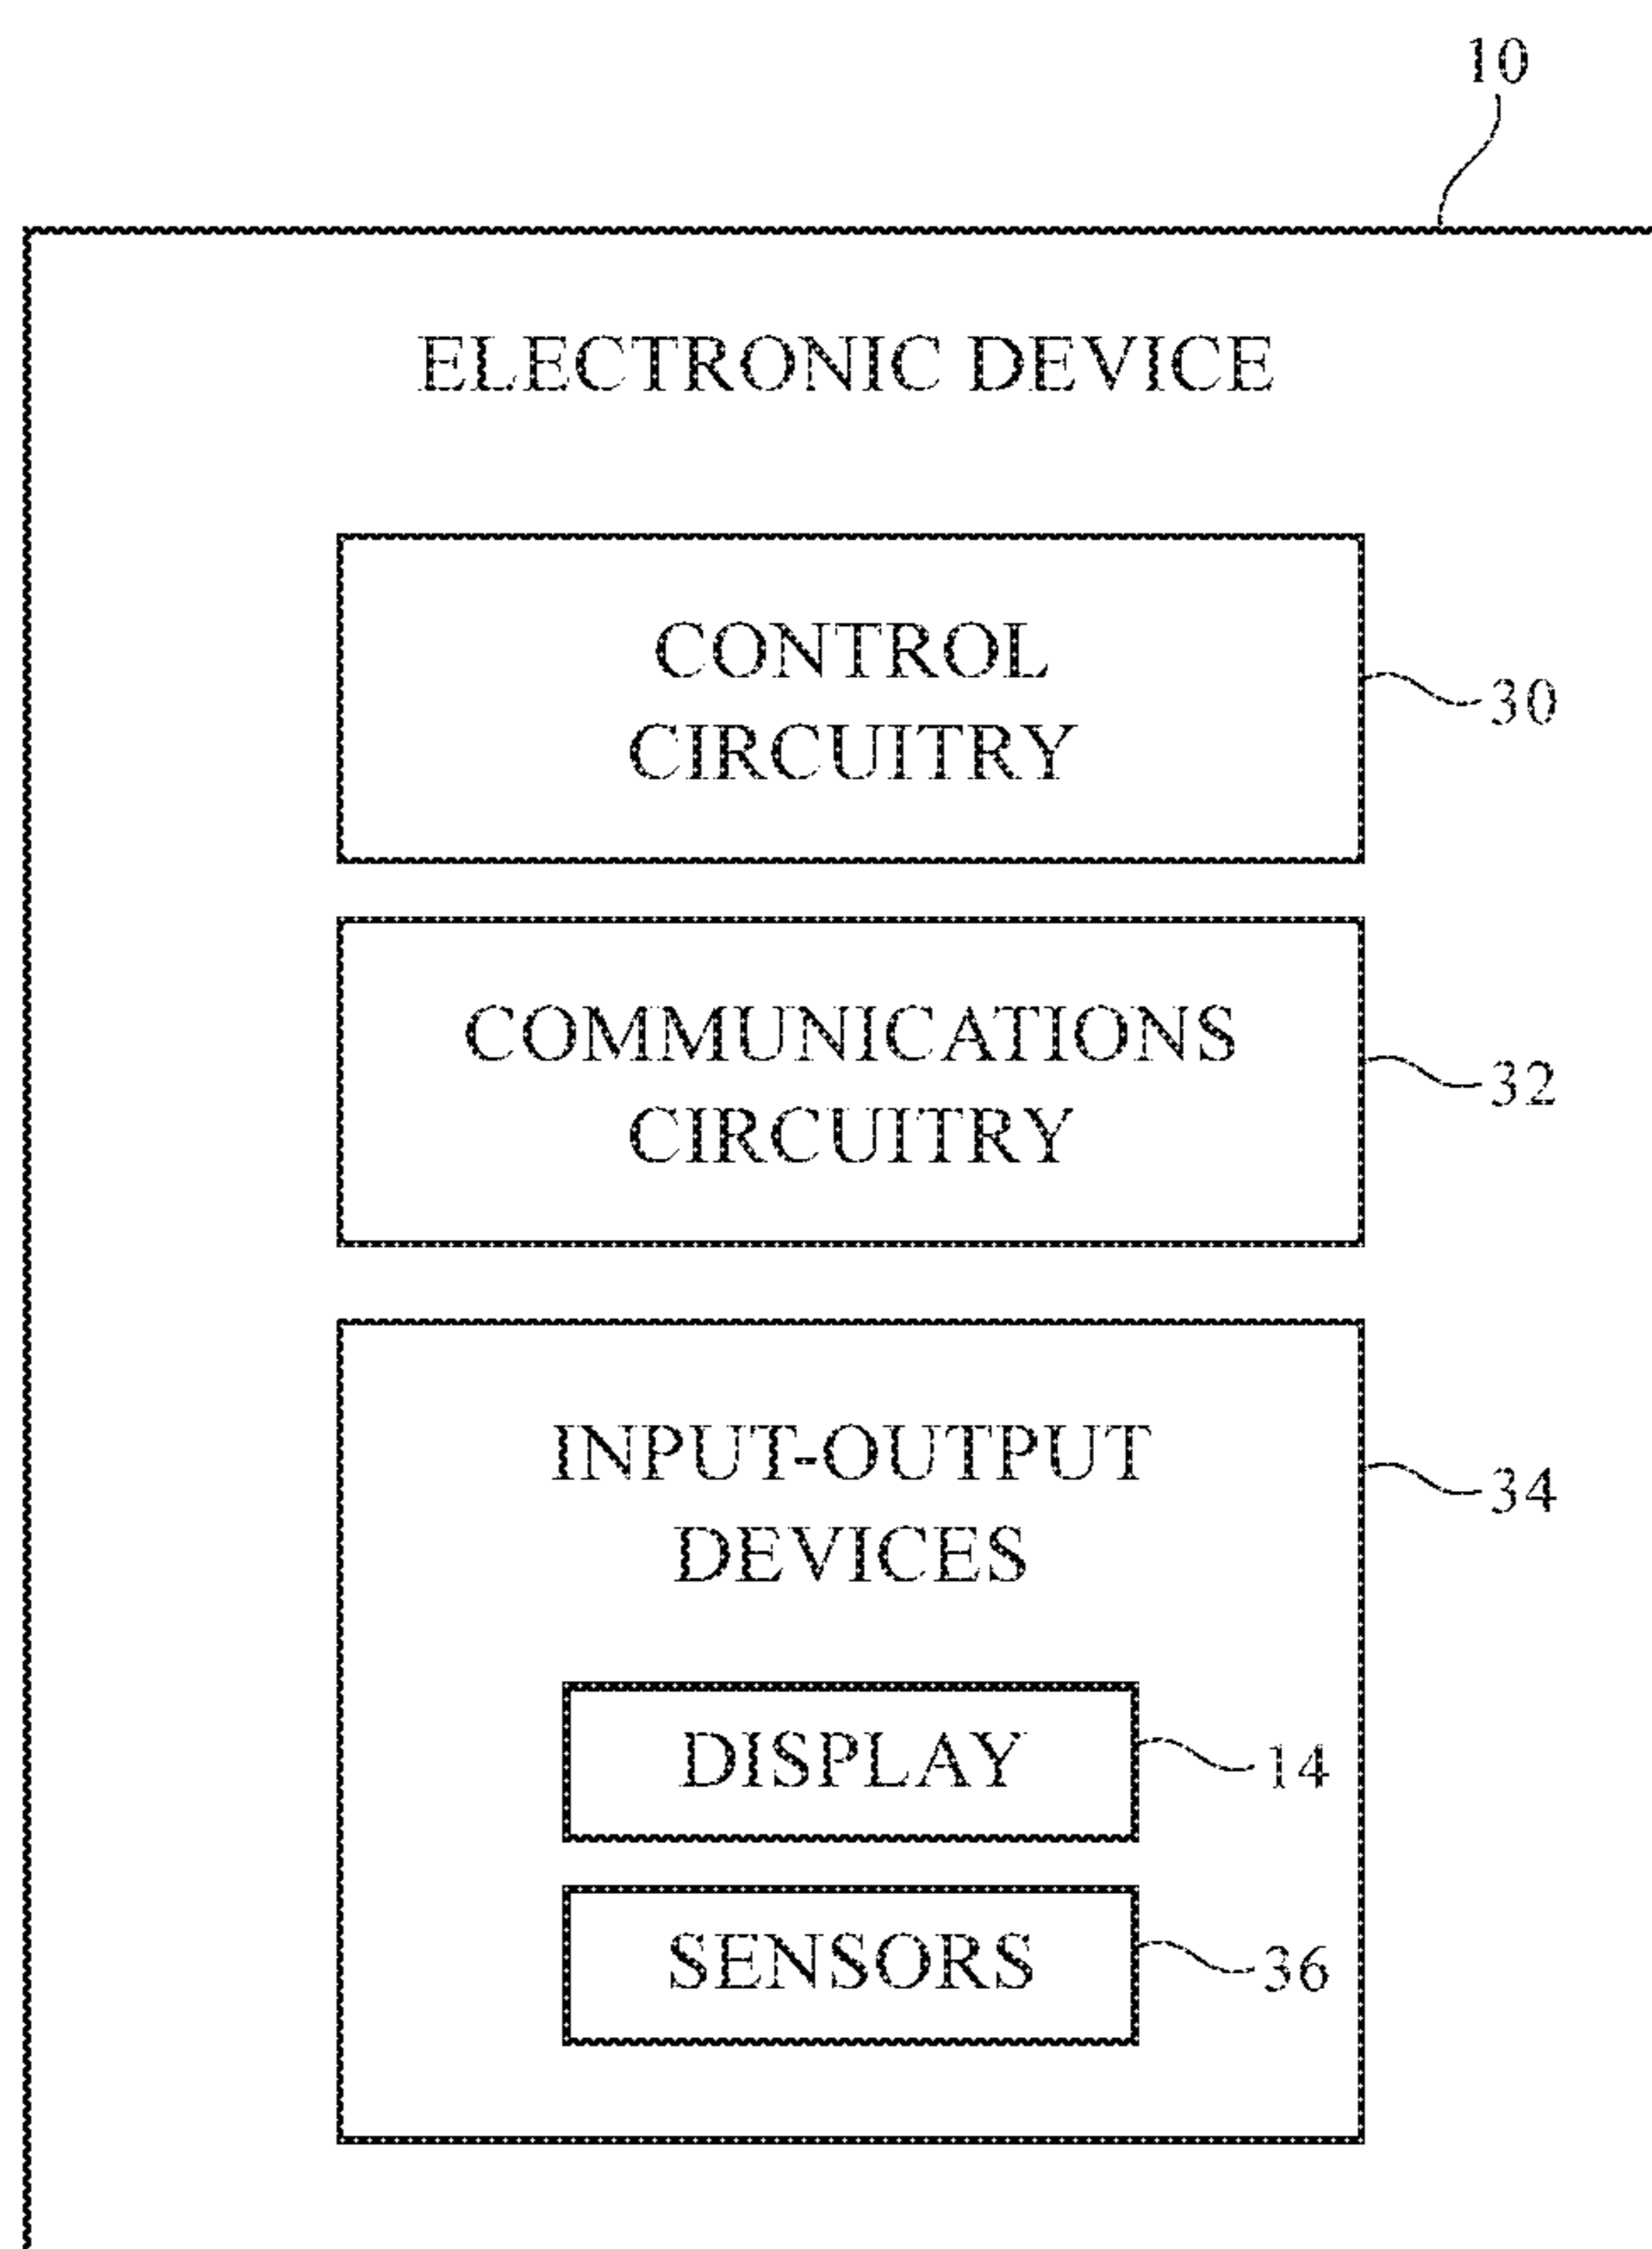 10
ELECTRONIC DEVICE
CONTROL
CIRCUITRY
30
COMMUNICATIONS
CIRCUITRY
32
INPUT-OUTPUT
DEVICES
34
DISPLAY
14
SENSORS
36